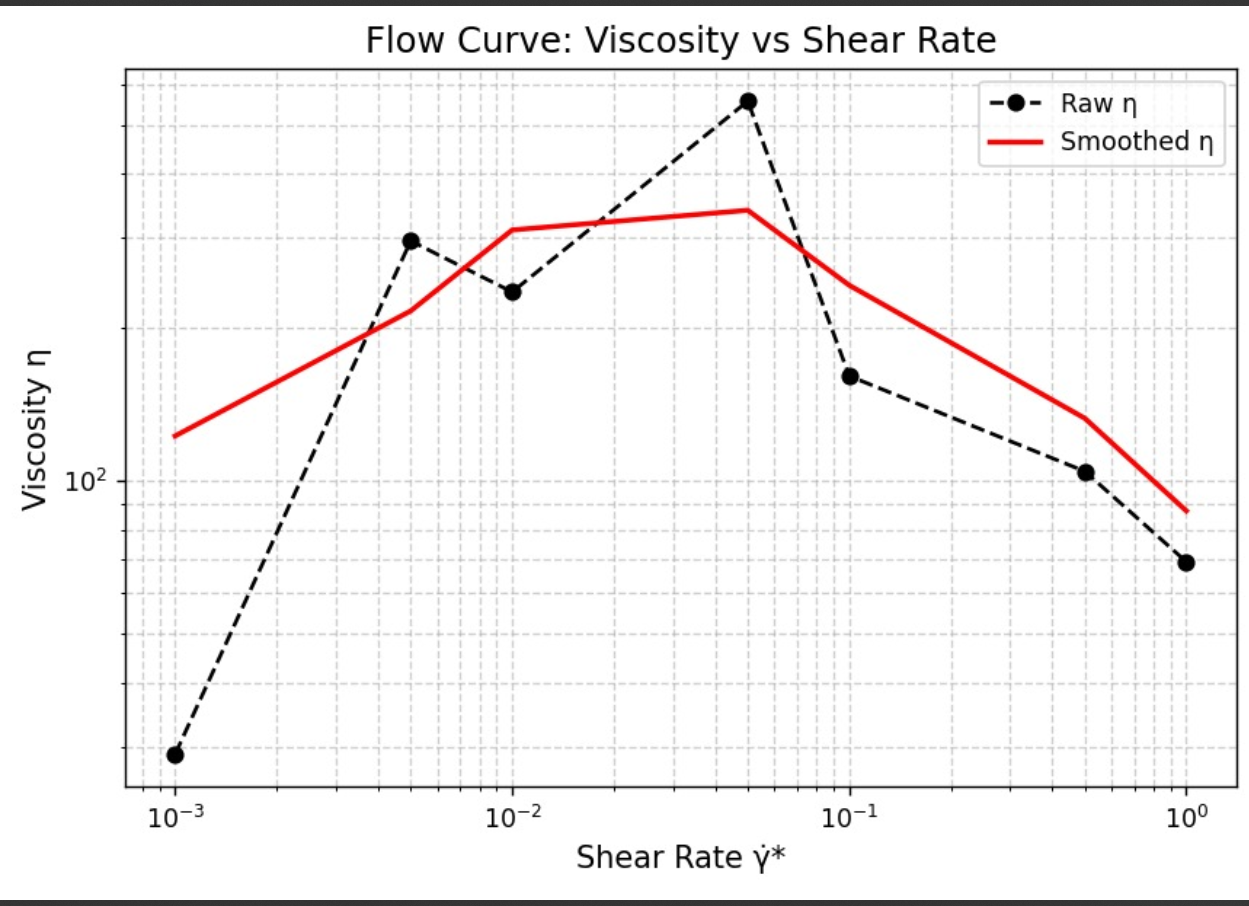 Flow Curve: Viscosity vs Shear Rate
Raw η
Smoothed η
Viscosity η
10²
10⁻³ 10⁻² 10⁻¹ 10⁰
Shear Rate γ̇*